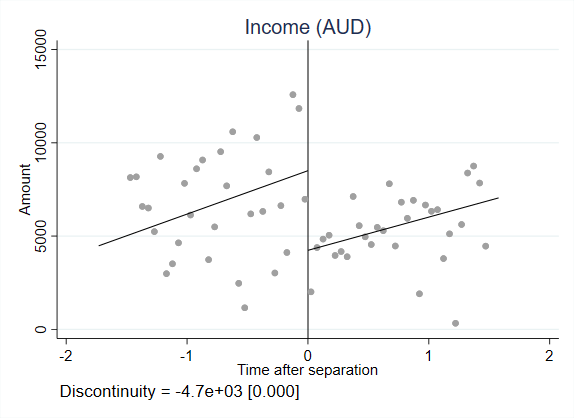 Income (AUD)
15000
10000
5000
0
Amount
-2 -1 0 1 2
Time after separation
Discontinuity = -4.7e+03 [0.000]